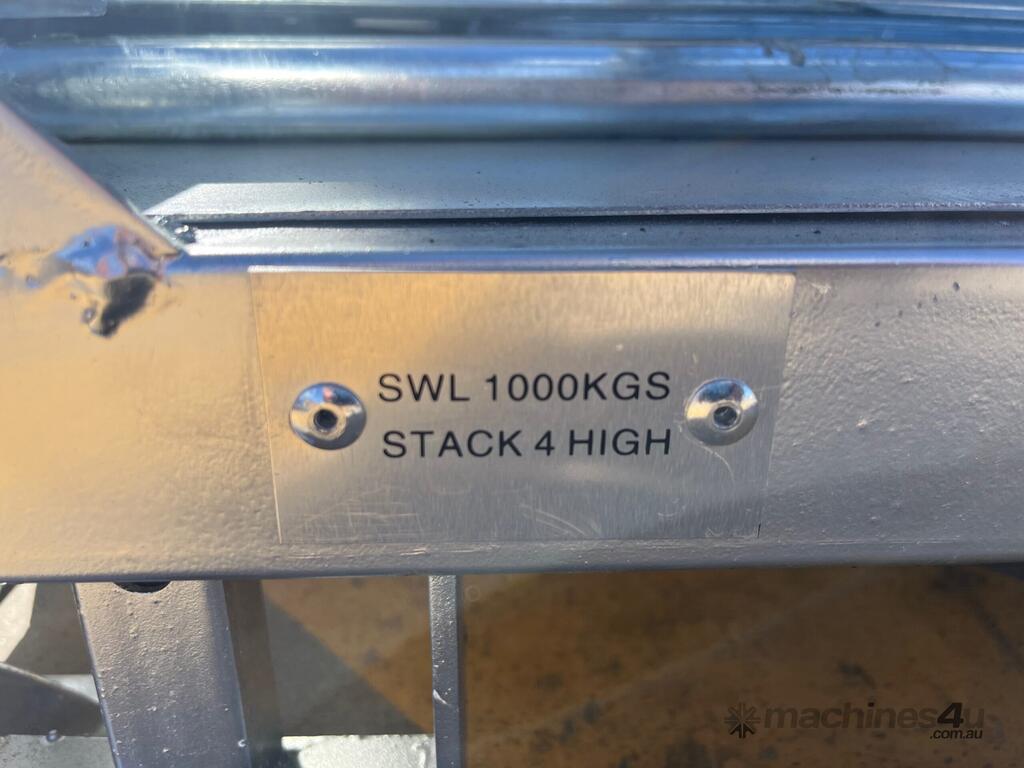 SWL 1000KGS
STACK 4 HIGH
machines4u
.com.au